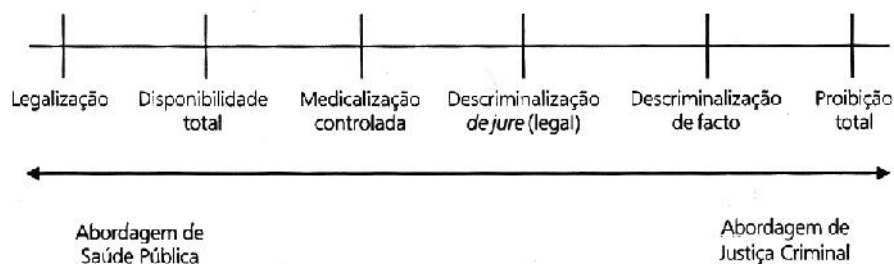 Legalização
Disponibilidade
total
Medicalização
controlada
Descriminalização
de jure (legal)
Descriminalização
de facto
Proibição
total
Abordagem de
Saúde Pública
Abordagem de
Justiça Criminal